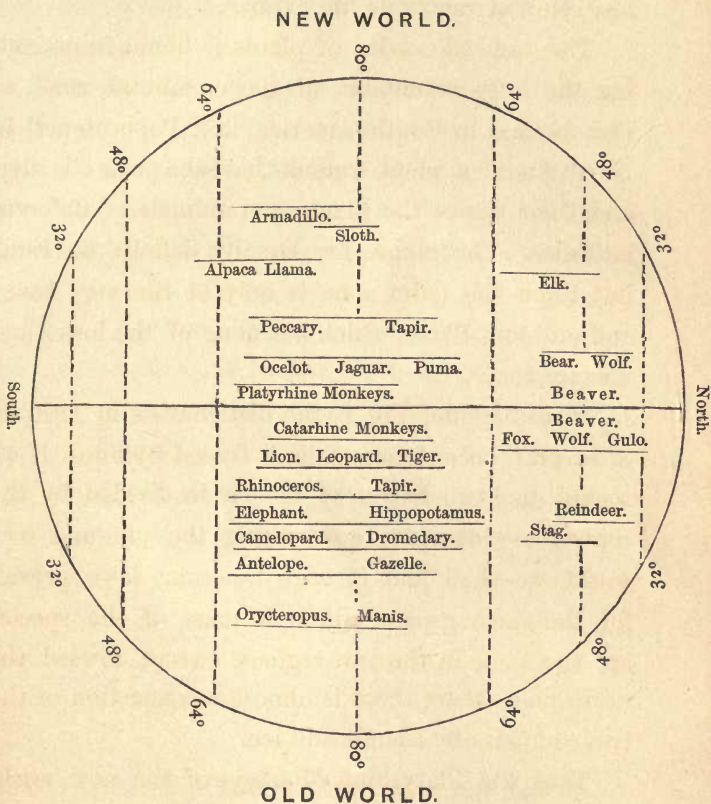 NEW WORLD.
80°
64°
64°
48°
48°
32°
32°
Armadillo.
Sloth.
Alpaca Llama.
Elk.
Peccary. Tapir.
Ocelot. Jaguar. Puma.
Bear. Wolf.
Platyrhine Monkeys.
Beaver.
South.
North.
Catarhine Monkeys.
Beaver.
Fox. Wolf. Gulo.
Lion. Leopard. Tiger.
Rhinoceros. Tapir.
Elephant. Hippopotamus.
Reindeer.
Camelopard. Dromedary.
Stag.
Antelope. Gazelle.
32°
32°
Orycteropus. Manis.
48°
48°
64°
64°
80°
OLD WORLD.